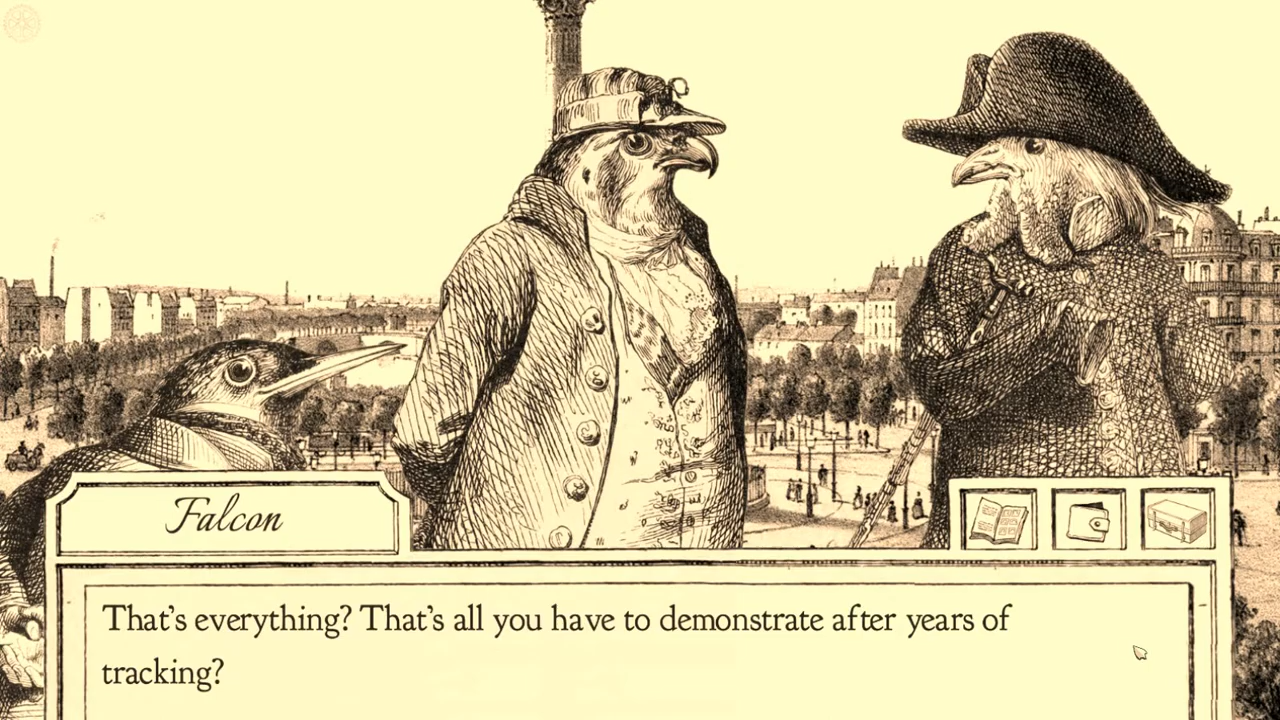 Falcon
That's everything? That's all you have to demonstrate after years of
tracking?